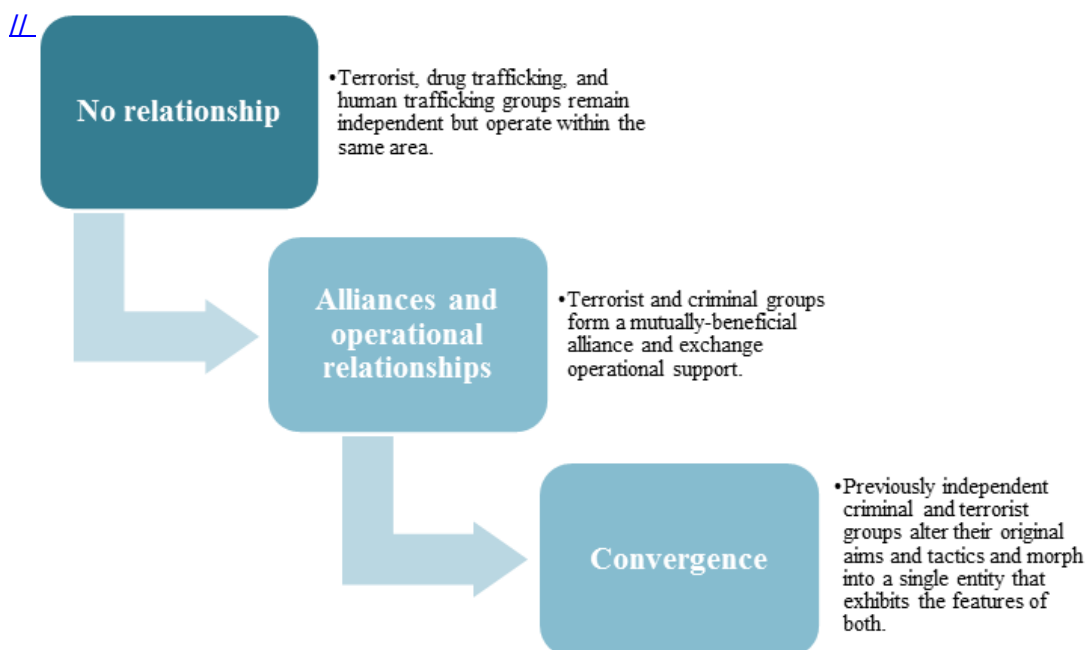 //
No relationship
•Terrorist, drug trafficking, and
human trafficking groups remain
independent but operate within the
same area.
Alliances and
operational
relationships
•Terrorist and criminal groups
form a mutually-beneficial
alliance and exchange
operational support.
Convergence
•Previously independent
criminal and terrorist
groups alter their original
aims and tactics and morph
into a single entity that
exhibits the features of
both.